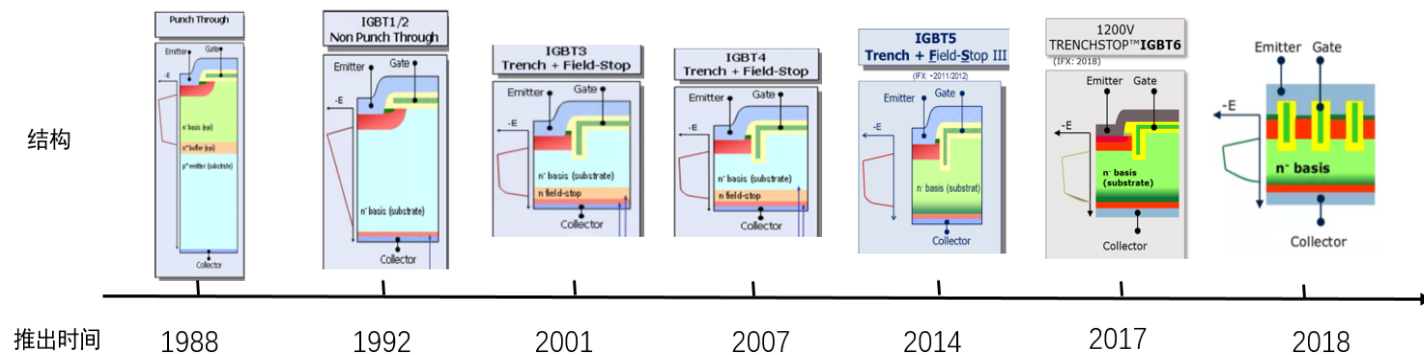 结构
Punch Through
Emitter
Gate
-E
n⁻ basis (epi)
n⁺ buffer (epi)
p⁺ emitter (substrate)
Collector
IGBT1/2
Non Punch Through
Emitter
Gate
-E
n⁻ basis (substrate)
Collector
IGBT3
Trench + Field-Stop
Emitter
Gate
-E
n⁻ basis (substrate)
n field-stop
Collector
IGBT4
Trench + Field-Stop
Emitter
Gate
-E
n⁻ basis (substrate)
n field-stop
Collector
IGBT5
Trench + Field-Stop III
(IFX: ~2011/2012)
Emitter
Gate
-E
n⁻ basis (substrat)
Collector
1200V
TRENCHSTOP™IGBT6
(IFX: 2018)
Emitter
Gate
-E
n⁻ basis
(substrate)
Collector
Emitter
Gate
-E
n⁻ basis
Collector
推出时间
1988
1992
2001
2007
2014
2017
2018